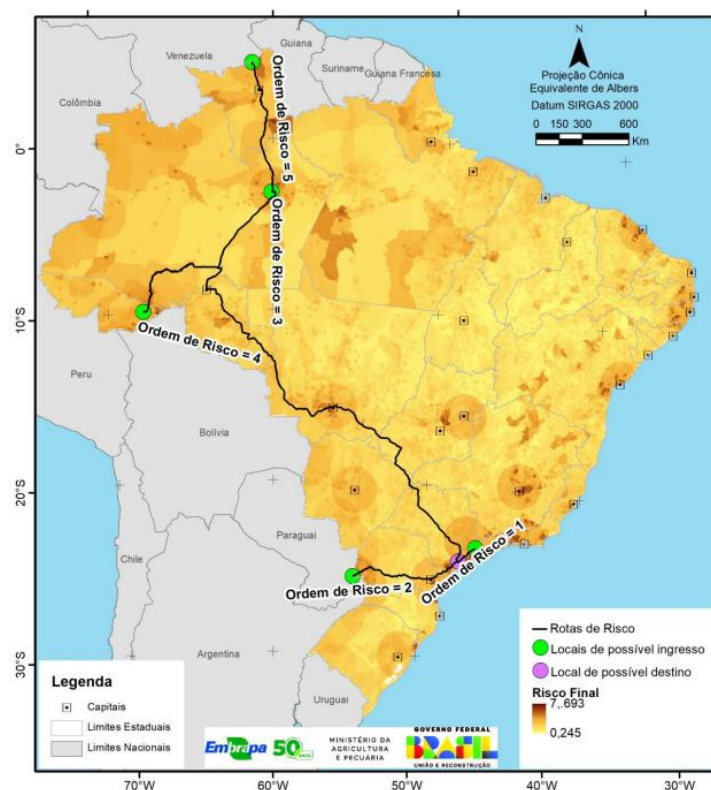 Guiana
Venezuela
Suriname
Guiana Francesa
Colômbia
N
Projeção Cônica
Equivalente de Albers
Datum SIRGAS 2000
0 150 300 600
Km
Ordem de Risco = 5
0°
Ordem de Risco = 3
10°S
Ordem de Risco = 4
Peru
Bolívia
20°S
Paraguai
Chile
Ordem de Risco = 1
Ordem de Risco = 2
Argentina
30°S
Uruguai
Legenda
Capitais
Limites Estaduais
Limites Nacionais
Embrapa 50 ANOS
MINISTÉRIO DA
AGRICULTURA
E PECUÁRIA
GOVERNO FEDERAL
BRASIL
UNIÃO E RECONSTRUÇÃO
Rotas de Risco
Locais de possível ingresso
Local de possível destino
Risco Final
7,.693
0,245
70°W 60°W 50°W 40°W 30°W